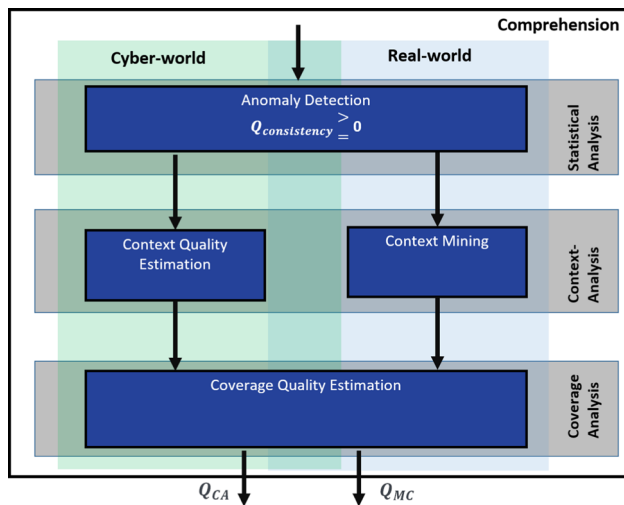 Comprehension
Cyber-world
Real-world
Anomaly Detection
Q_consistency >= 0
Statistical
Analysis
Context Quality
Estimation
Context Mining
Context-
Analysis
Coverage Quality Estimation
Coverage
Analysis
Q_CA
Q_MC